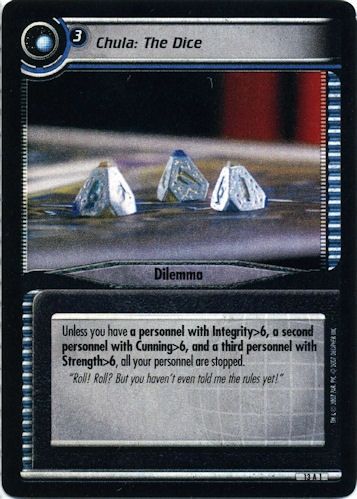 3
Chula: The Dice
Dilemma
Unless you have a personnel with Integrity>6, a second
personnel with Cunning>6, and a third personnel with
Strength>6, all your personnel are stopped.
"Roll! Roll? But you haven't even told me the rules yet!"